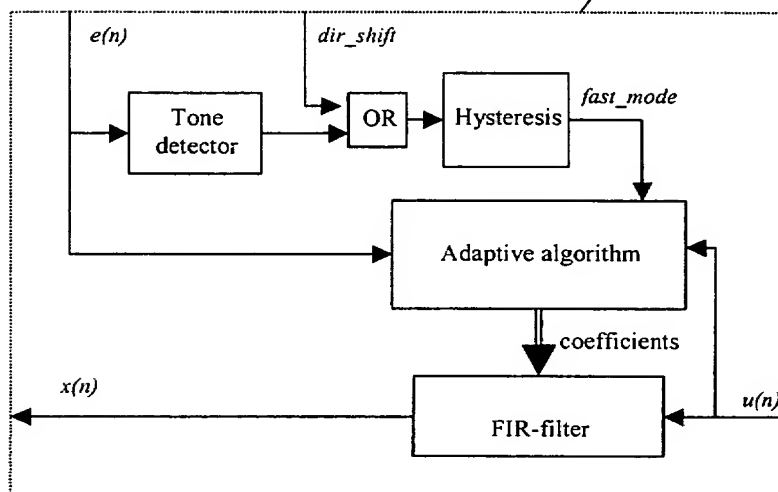 e(n)
dir_shift
Tone
detector
OR
Hysteresis
fast_mode
Adaptive algorithm
coefficients
x(n)
FIR-filter
u(n)